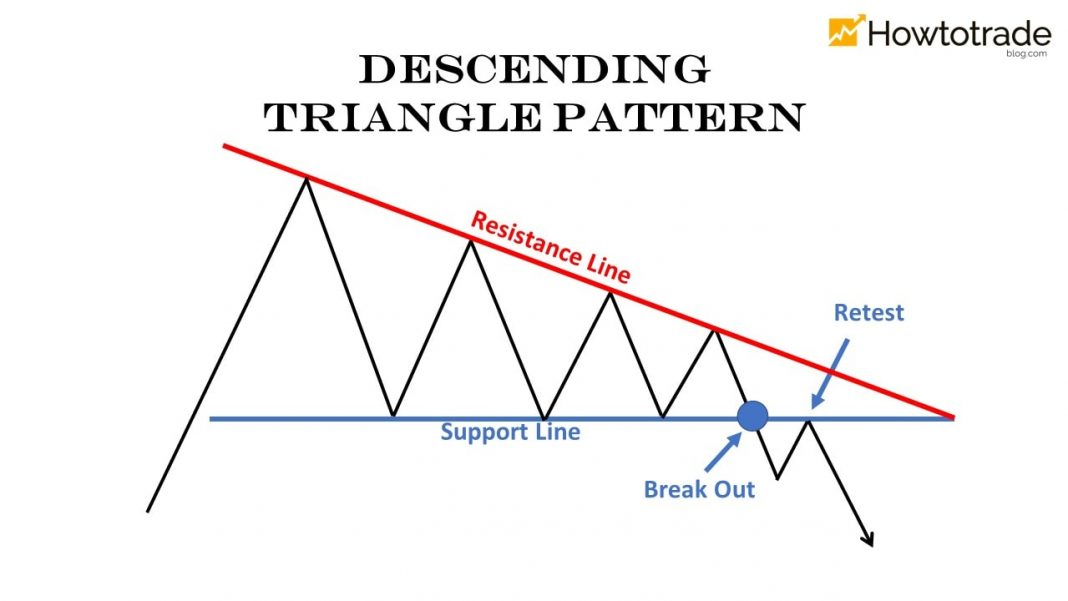 Howtotrade
blog.com
DESCENDING
TRIANGLE PATTERN
Resistance Line
Retest
Support Line
Break Out